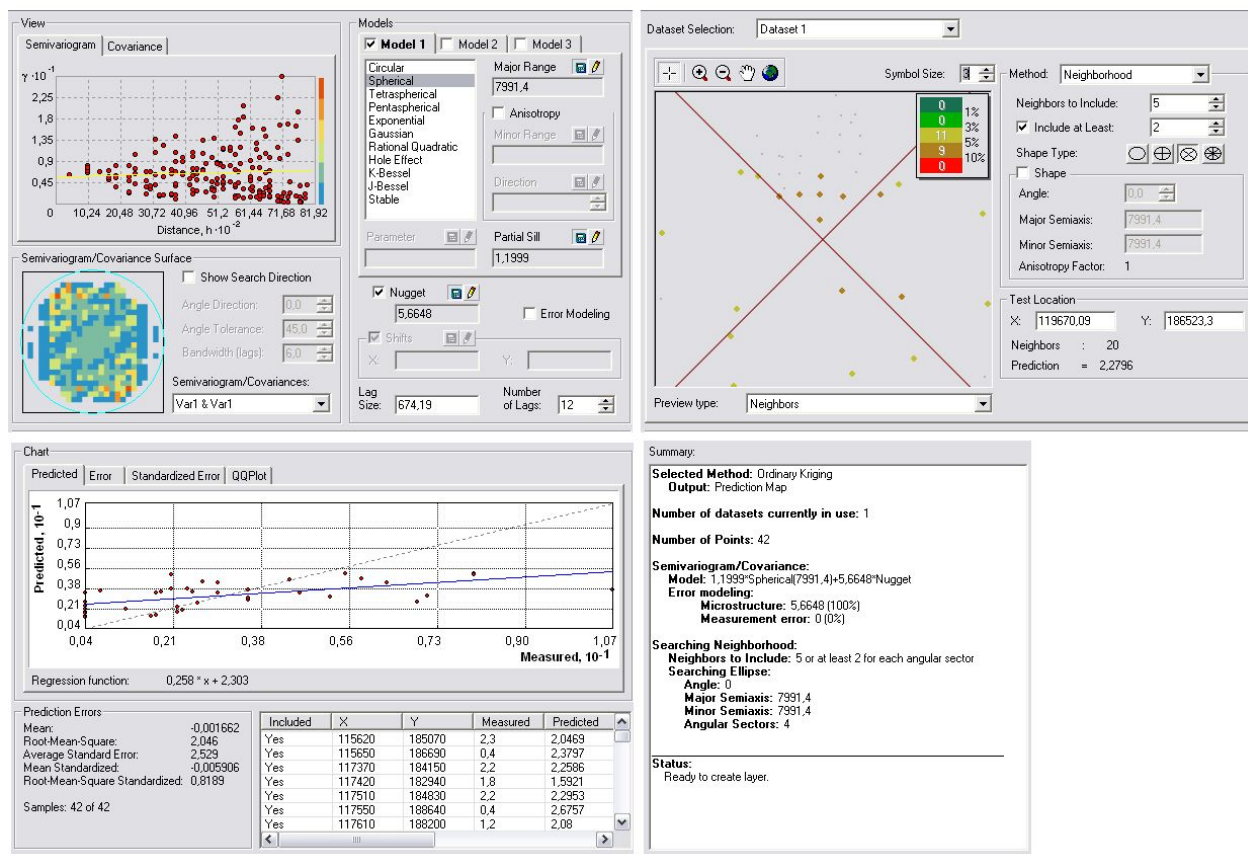 View
Semivariogram Covariance
γ·10⁻¹
2,25
1,8
1,35
0,9
0,45
0 10,24 20,48 30,72 40,96 51,2 61,44 71,68 81,92
Distance, h·10⁻²
Semivariogram/Covariance Surface
Show Search Direction
Angle Direction: 0,0
Angle Tolerance: 45,0
Bandwidth (lags): 6,0
Semivariogram/Covariances:
Var1 & Var1
Models
Model 1 Model 2 Model 3
Circular
Spherical
Tetraspherical
Pentaspherical
Exponential
Gaussian
Rational Quadratic
Hole Effect
K-Bessel
J-Bessel
Stable
Major Range
7991,4
Anisotropy
Minor Range
Direction
Parameter Partial Sill
1,1999
Nugget
5,6648 Error Modeling
Shifts
X: Y:
Lag Size: 674,19 Number of Lags: 12
Dataset Selection: Dataset 1
Symbol Size: 3
0
0
11
9
0
1%
3%
5%
10%
Preview type: Neighbors
Method: Neighborhood
Neighbors to Include: 5
Include at Least: 2
Shape Type:
Shape
Angle: 0,0
Major Semiaxis: 7991,4
Minor Semiaxis: 7991,4
Anisotropy Factor: 1
Test Location
X: 119670,09 Y: 186523,3
Neighbors : 20
Prediction = 2,2796
Chart
Predicted Error Standardized Error QQPlot
Predicted, 10⁻¹
1,07
0,9
0,73
0,56
0,38
0,21
0,04
0,04 0,21 0,38 0,56 0,73 0,90 1,07
Measured, 10⁻¹
Regression function: 0,258 * x + 2,303
Prediction Errors
Mean: -0,001662
Root-Mean-Square: 2,046
Average Standard Error: 2,529
Mean Standardized: -0,005906
Root-Mean-Square Standardized: 0,8189
Samples: 42 of 42
Included X Y Measured Predicted
Yes 115620 185070 2,3 2,0469
Yes 115650 186690 0,4 2,3797
Yes 117370 184150 2,2 2,2586
Yes 117420 182940 1,8 1,5921
Yes 117510 184830 2,2 2,2953
Yes 117550 188640 0,4 2,6757
Yes 117610 188200 1,2 2,08
Summary:
Selected Method: Ordinary Kriging
Output: Prediction Map
Number of datasets currently in use: 1
Number of Points: 42
Semivariogram/Covariance:
Model: 1,1999*Spherical(7991,4)+5,6648*Nugget
Error modeling:
Microstructure: 5,6648 (100%)
Measurement error: 0 (0%)
Searching Neighborhood:
Neighbors to Include: 5 or at least 2 for each angular sector
Searching Ellipse:
Angle: 0
Major Semiaxis: 7991,4
Minor Semiaxis: 7991,4
Angular Sectors: 4
Status:
Ready to create layer.